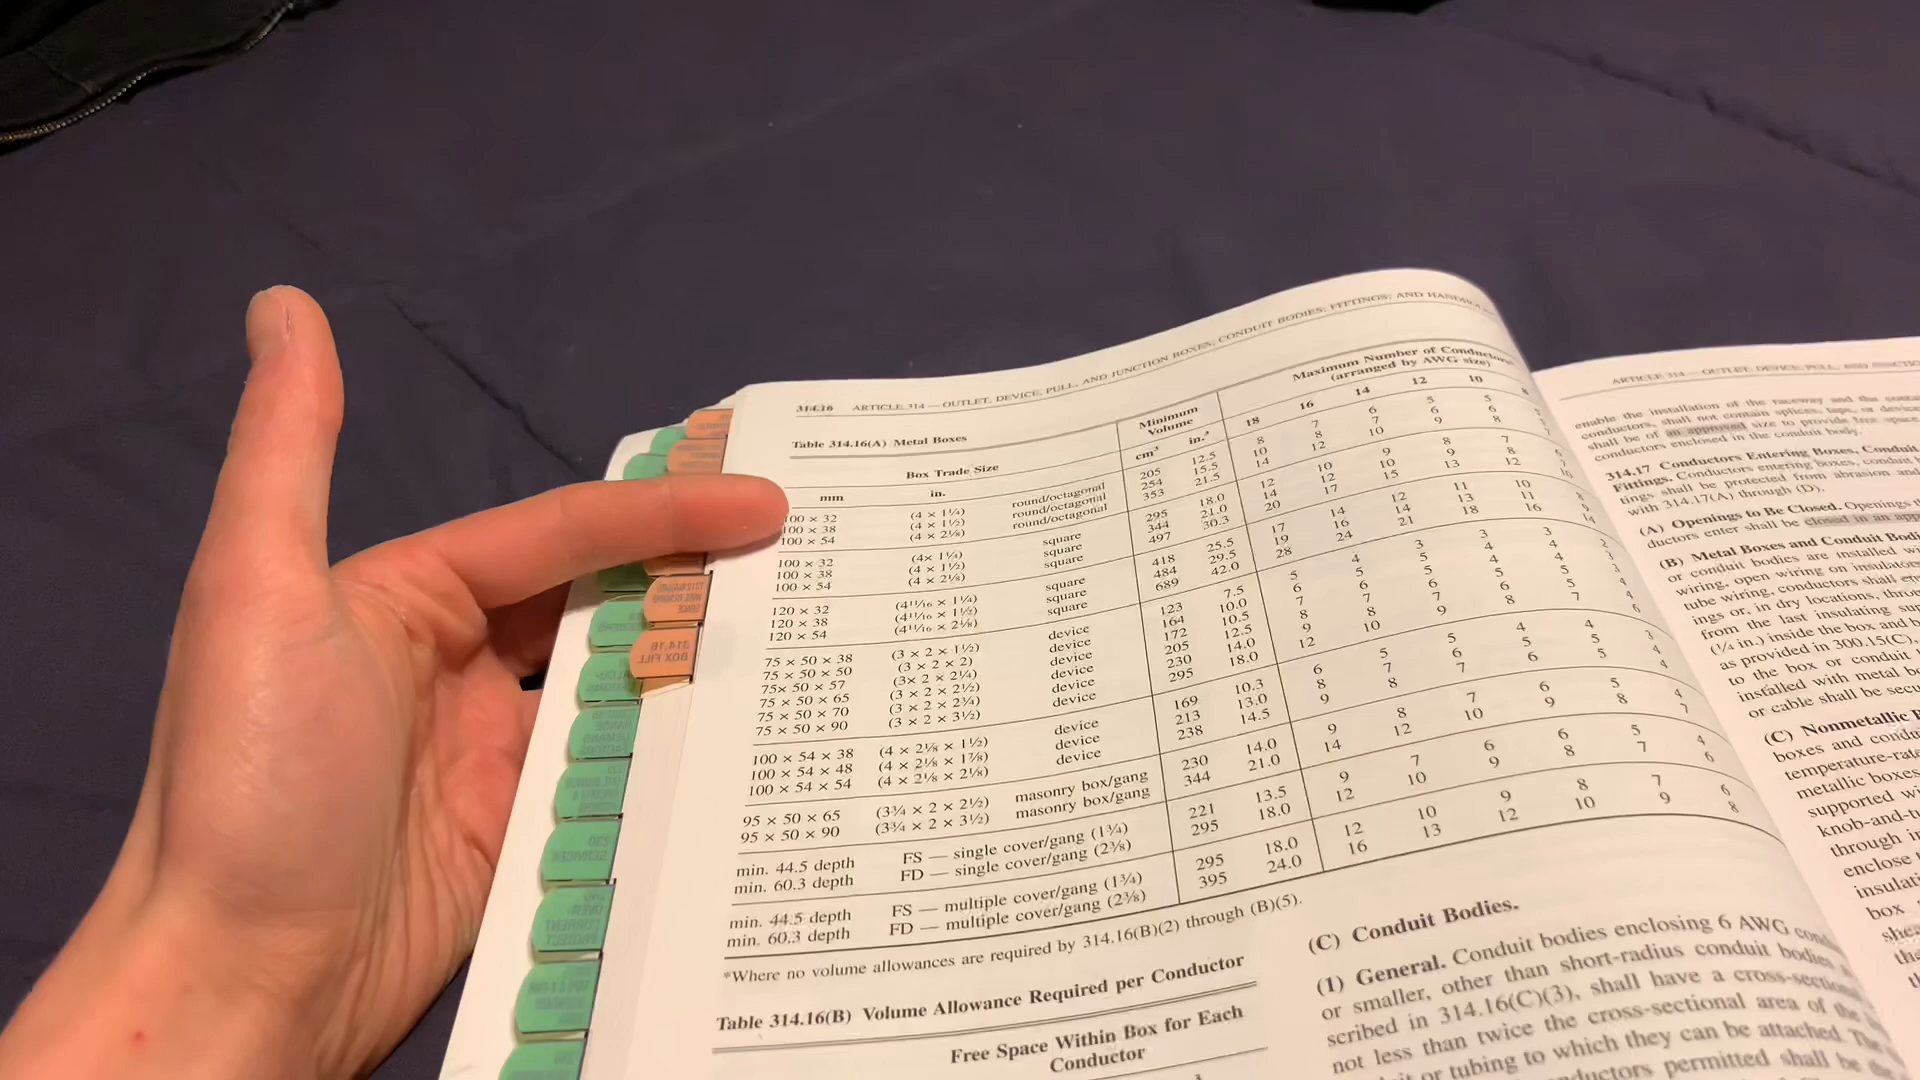 314.16 ARTICLE 314 — OUTLET, DEVICE, PULL, AND JUNCTION BOXES; CONDUIT BODIES; FITTINGS; AND
Table 314.16(A) Metal Boxes
Box Trade Size
Minimum Volume
Maximum Number of Conductors
(arranged by AWG size)
mm in. cm³ in.³ 18 16 14 12 10 8
100 × 32 (4 × 1¼) round/octagonal 205 12.5 8 7 6 5 5
100 × 38 (4 × 1½) round/octagonal 254 15.5 10 8 7 6 6
100 × 54 (4 × 2⅛) round/octagonal 353 21.5 14 12 10 9 8
100 × 32 (4× 1¼) square 295 18.0 12 10 9 8 7
100 × 38 (4 × 1½) square 344 21.0 14 12 10 9 8
100 × 54 (4 × 2⅛) square 497 30.3 20 17 15 13 12
120 × 32 (4¹¹/₁₆ × 1¼) square 418 25.5 17 14 12 11 10
120 × 38 (4¹¹/₁₆ × 1½) square 484 29.5 19 16 14 13 11
120 × 54 (4¹¹/₁₆ × 2⅛) square 689 42.0 28 24 21 18 16
75 × 50 × 38 (3 × 2 × 1½) device 123 7.5 5 4 3 3 3
75 × 50 × 50 (3 × 2 × 2) device 164 10.0 6 5 5 4 4
75× 50 × 57 (3× 2 × 2¼) device 172 10.5 7 6 5 4 4
75 × 50 × 65 (3 × 2 × 2½) device 205 12.5 8 7 6 5 5
75 × 50 × 70 (3 × 2 × 2¾) device 230 14.0 9 8 7 6 5
75 × 50 × 90 (3 × 2 × 3½) device 295 18.0 12 10 9 8 7
100 × 54 × 38 (4 × 2⅛ × 1½) device 169 10.3 6 5 5 4 4
100 × 54 × 48 (4 × 2⅛ × 1⅞) device 213 13.0 8 7 6 5 5
100 × 54 × 54 (4 × 2⅛ × 2⅛) device 238 14.5 9 8 7 6 5
95 × 50 × 65 (3¾ × 2 × 2½) masonry box/gang 230 14.0 9 8 7 6 5
95 × 50 × 90 (3¾ × 2 × 3½) masonry box/gang 344 21.0 14 12 10 9 8
min. 44.5 depth FS — single cover/gang (1¾) 221 13.5 9 7 6 6 5
min. 60.3 depth FD — single cover/gang (2⅜) 295 18.0 12 10 9 8 7
min. 44.5 depth FS — multiple cover/gang (1¾) 295 18.0 12 10 9 8 7
min. 60.3 depth FD — multiple cover/gang (2⅜) 395 24.0 16 13 12 10 9
*Where no volume allowances are required by 314.16(B)(2) through (B)(5).
Table 314.16(B) Volume Allowance Required per Conductor
Free Space Within Box for Each
Conductor
(C) Conduit Bodies.
(1) General. Conduit bodies enclosing 6 AWG
or smaller, other than short-radius conduit bodies
scribed in 314.16(C)(3), shall have a cross-sectional
not less than twice the cross-sectional area of the
or tubing to which they can be attached. The
conductors permitted shall be
ARTICLE 314 — OUTLET, DEVICE, PULL, AND
enable the installation of the raceway and the
conductors, shall not contain splices, taps, or
shall be of an approved size to provide free space
conductors enclosed in the conduit body.
314.17 Conductors Entering Boxes, Conduit
Fittings. Conductors entering boxes, conduit
tings shall be protected from abrasion and
with 314.17(A) through (D).
(A) Openings to Be Closed. Openings
ductors enter shall be closed in an
(B) Metal Boxes and Conduit
or conduit bodies are installed
wiring, open wiring on insulators
tube wiring, conductors shall
ings or, in dry locations,
from the last insulating
(¼ in.) inside the box and
as provided in 300.15(C),
to the box or conduit
installed with metal
or cable shall be
(C) Nonmetallic
boxes and
metallic boxes
supported
through
enclose
box.
314.16
BOX FILL